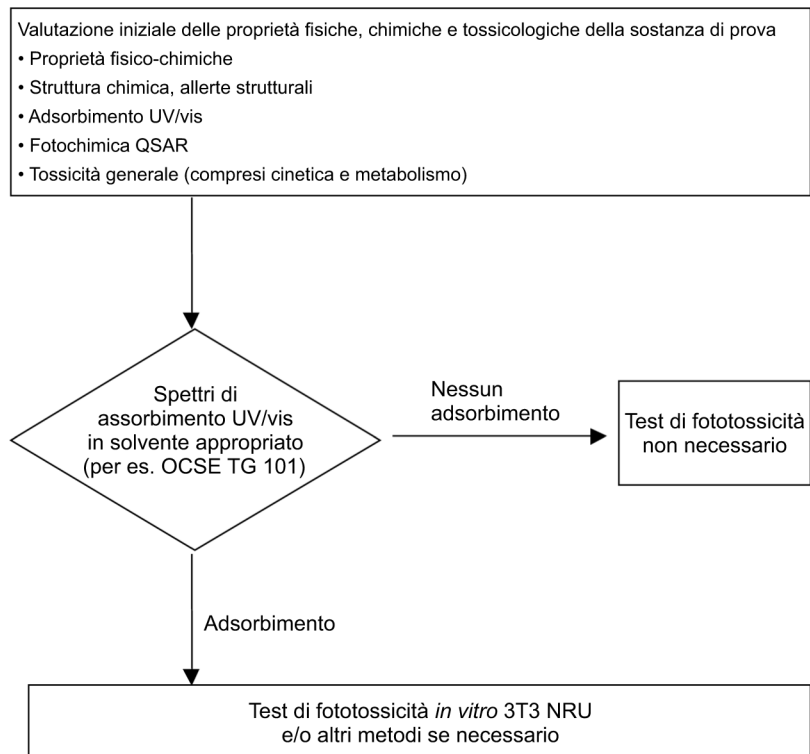 Valutazione iniziale delle proprietà fisiche, chimiche e tossicologiche della sostanza di prova
• Proprietà fisico-chimiche
• Struttura chimica, allerte strutturali
• Adsorbimento UV/vis
• Fotochimica QSAR
• Tossicità generale (compresi cinetica e metabolismo)
Spettri di
assorbimento UV/vis
in solvente appropriato
(per es. OCSE TG 101)
Nessun
adsorbimento
Test di fototossicità
non necessario
Adsorbimento
Test di fototossicità in vitro 3T3 NRU
e/o altri metodi se necessario